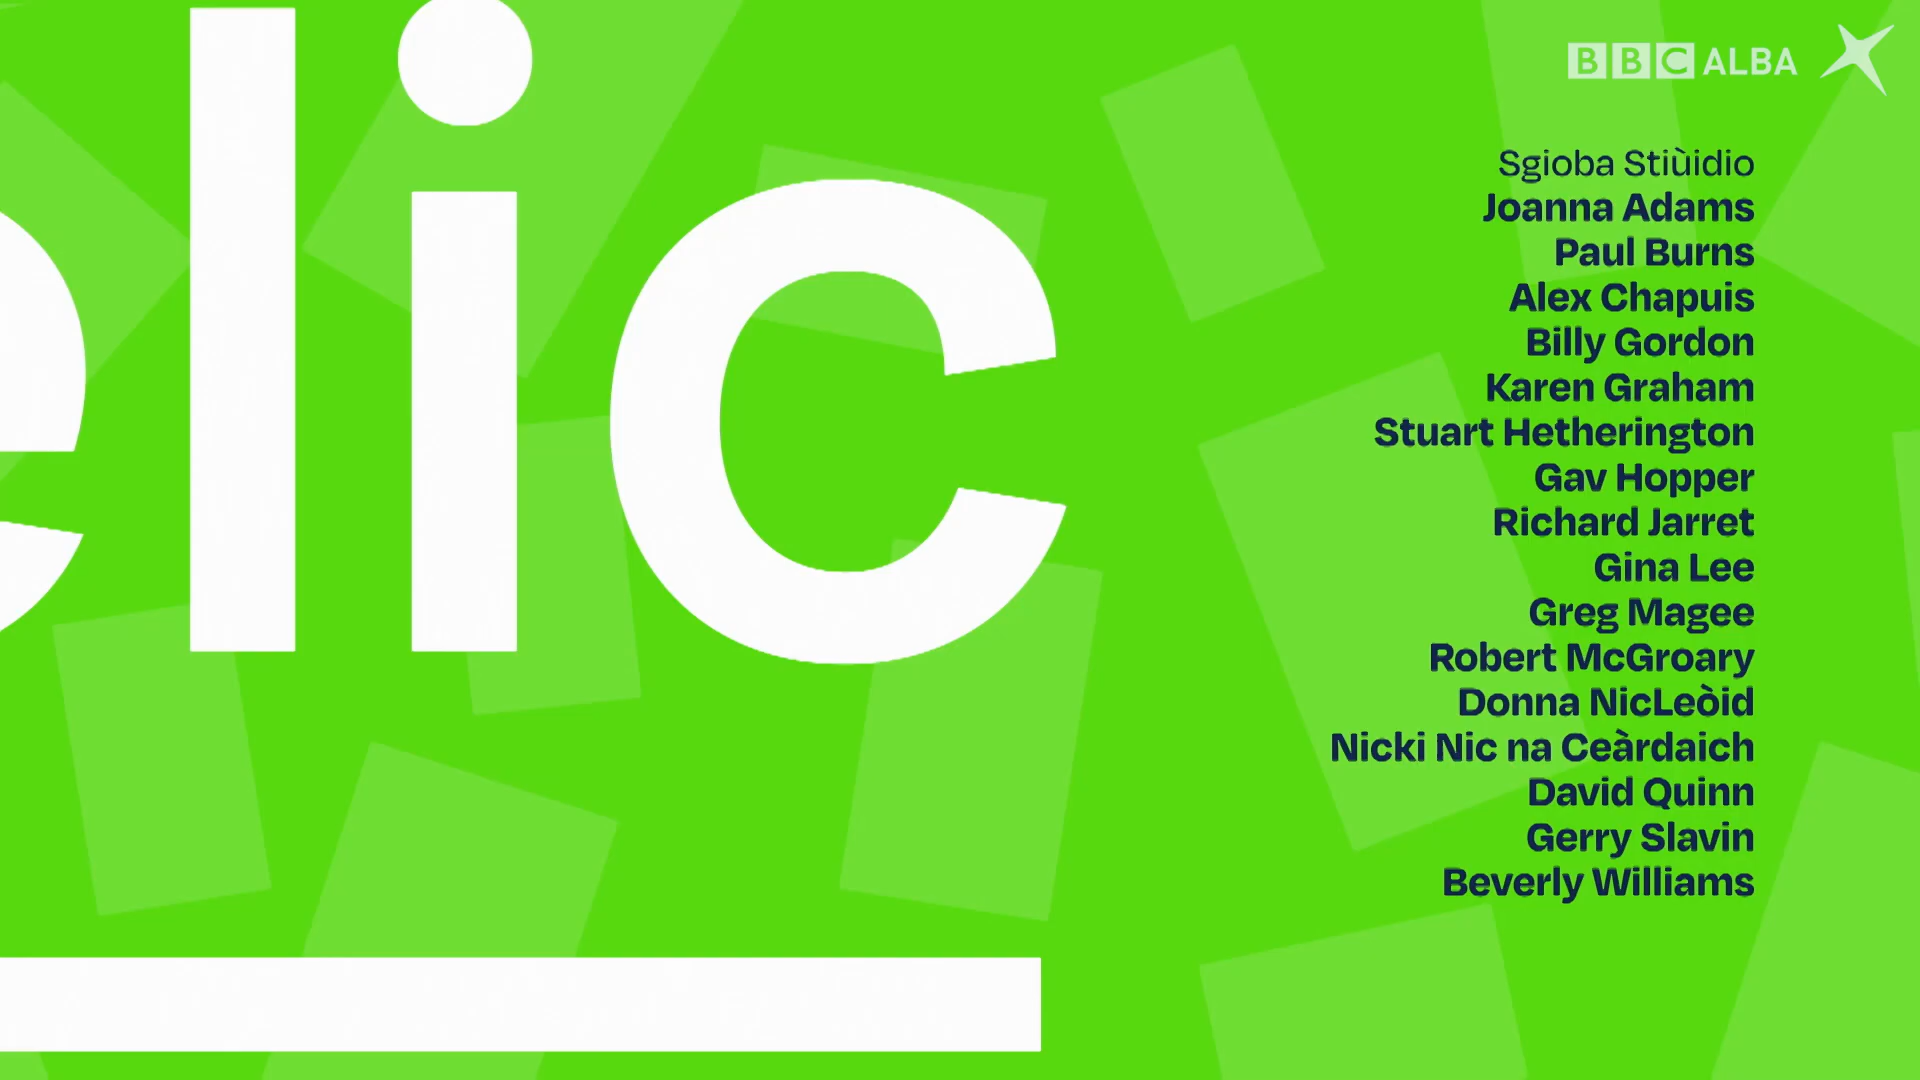 elic
BBC ALBA
Sgioba Stiùidio
Joanna Adams
Paul Burns
Alex Chapuis
Billy Gordon
Karen Graham
Stuart Hetherington
Gav Hopper
Richard Jarret
Gina Lee
Greg Magee
Robert McGroary
Donna NicLeòid
Nicki Nic na Ceàrdaich
David Quinn
Gerry Slavin
Beverly Williams